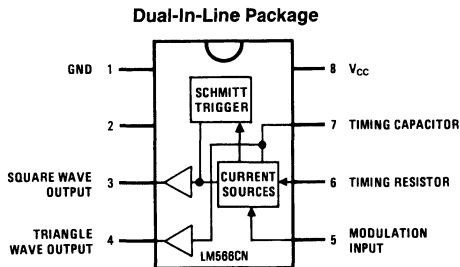 Dual-In-Line Package
GND 1
8 VCC
SCHMITT
TRIGGER
2
7 TIMING CAPACITOR
SQUARE WAVE
OUTPUT
3
CURRENT
SOURCES
6 TIMING RESISTOR
TRIANGLE
WAVE OUTPUT
4
5 MODULATION
INPUT
LM566CN